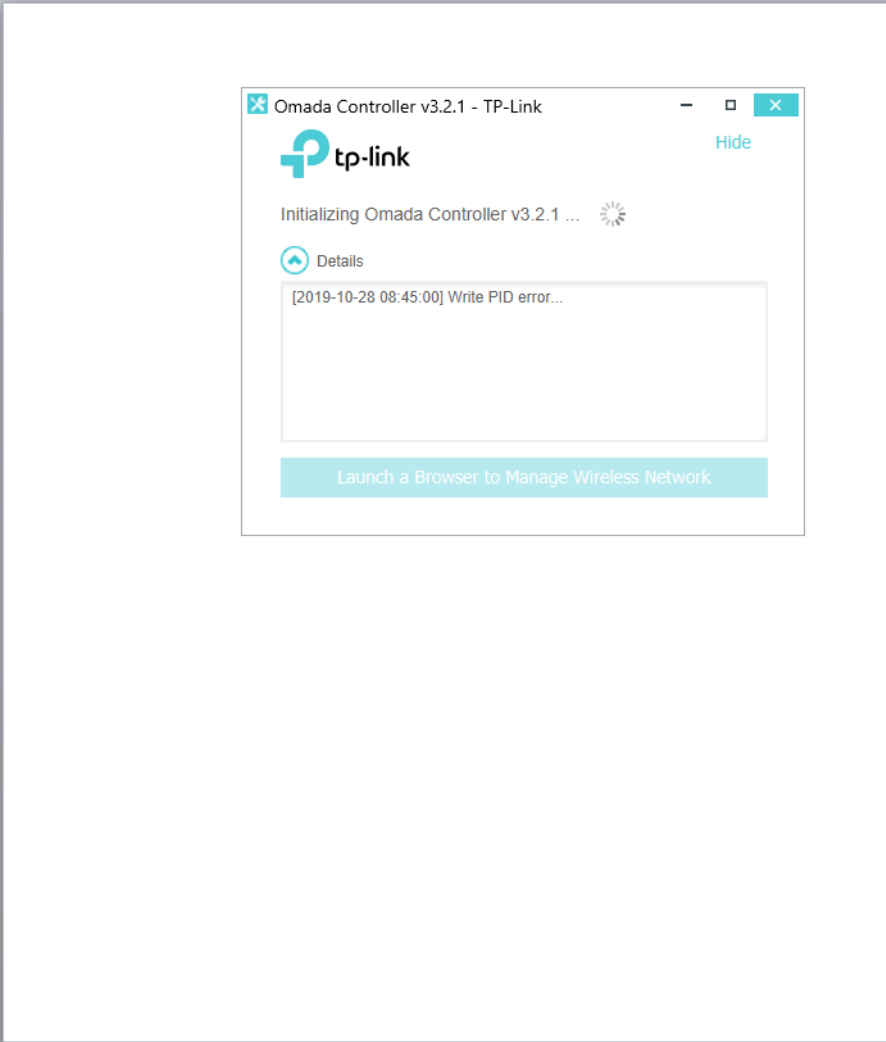 Omada Controller v3.2.1 - TP-Link
Hide
tp-link
Initializing Omada Controller v3.2.1 ...
Details
[2019-10-28 08:45:00] Write PID error...
Launch a Browser to Manage Wireless Network